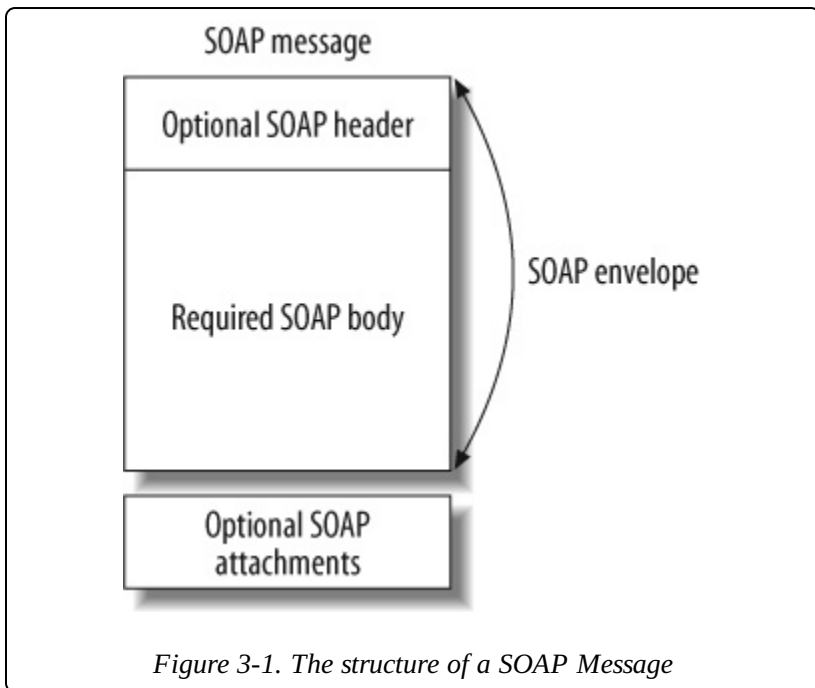 SOAP message
Optional SOAP header
SOAP envelope
Required SOAP body
Optional SOAP
attachments
Figure 3-1. The structure of a SOAP Message